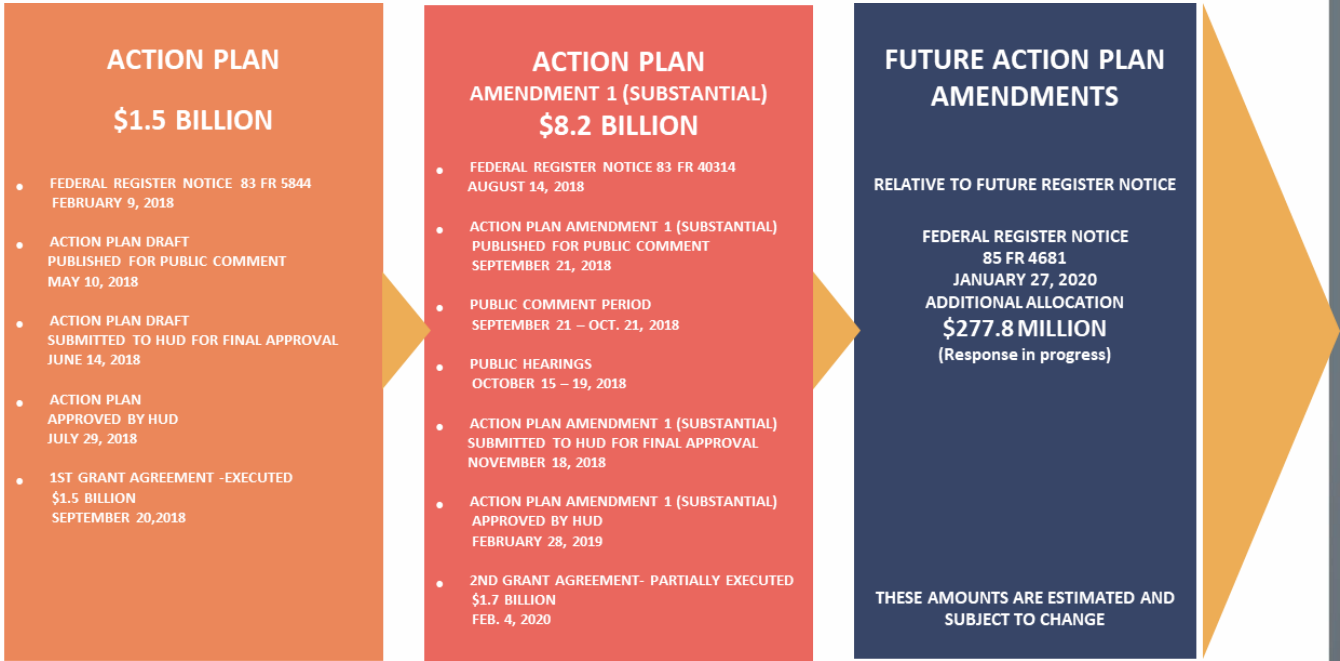 ACTION PLAN
$1.5 BILLION
• FEDERAL REGISTER NOTICE 83 FR 5844
FEBRUARY 9, 2018
• ACTION PLAN DRAFT
PUBLISHED FOR PUBLIC COMMENT
MAY 10, 2018
• ACTION PLAN DRAFT
SUBMITTED TO HUD FOR FINAL APPROVAL
JUNE 14, 2018
• ACTION PLAN
APPROVED BY HUD
JULY 29, 2018
• 1ST GRANT AGREEMENT -EXECUTED
$1.5 BILLION
SEPTEMBER 20,2018
ACTION PLAN
AMENDMENT 1 (SUBSTANTIAL)
$8.2 BILLION
• FEDERAL REGISTER NOTICE 83 FR 40314
AUGUST 14, 2018
• ACTION PLAN AMENDMENT 1 (SUBSTANTIAL)
PUBLISHED FOR PUBLIC COMMENT
SEPTEMBER 21, 2018
• PUBLIC COMMENT PERIOD
SEPTEMBER 21 – OCT. 21, 2018
• PUBLIC HEARINGS
OCTOBER 15 – 19, 2018
• ACTION PLAN AMENDMENT 1 (SUBSTANTIAL)
SUBMITTED TO HUD FOR FINAL APPROVAL
NOVEMBER 18, 2018
• ACTION PLAN AMENDMENT 1 (SUBSTANTIAL)
APPROVED BY HUD
FEBRUARY 28, 2019
• 2ND GRANT AGREEMENT- PARTIALLY EXECUTED
$1.7 BILLION
FEB. 4, 2020
FUTURE ACTION PLAN
AMENDMENTS
RELATIVE TO FUTURE REGISTER NOTICE
FEDERAL REGISTER NOTICE
85 FR 4681
JANUARY 27, 2020
ADDITIONAL ALLOCATION
$277.8 MILLION
(Response in progress)
THESE AMOUNTS ARE ESTIMATED AND
SUBJECT TO CHANGE